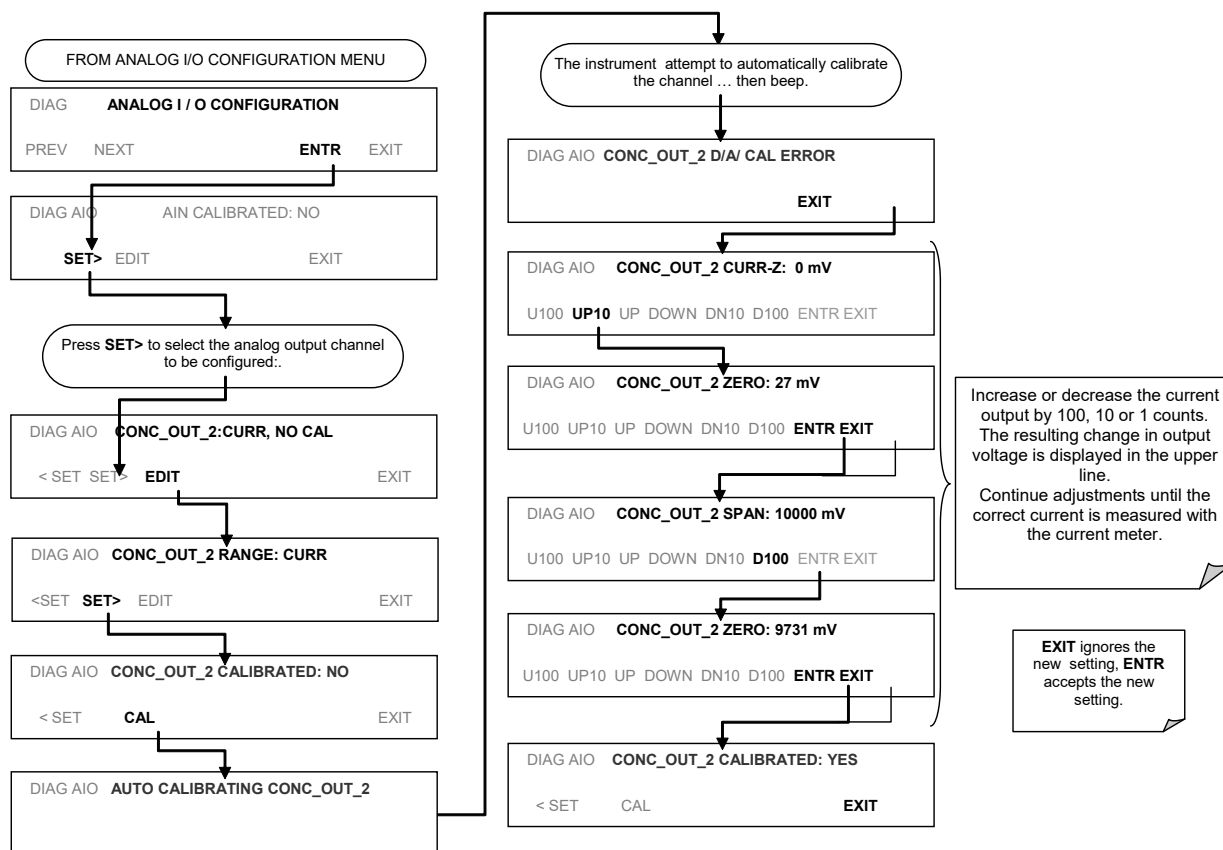 FROM ANALOG I/O CONFIGURATION MENU
DIAG ANALOG I / O CONFIGURATION
PREV NEXT ENTR EXIT
DIAG AIO AIN CALIBRATED: NO
SET> EDIT EXIT
Press SET> to select the analog output channel
to be configured:.
DIAG AIO CONC_OUT_2:CURR, NO CAL
< SET SET> EDIT EXIT
DIAG AIO CONC_OUT_2 RANGE: CURR
<SET SET> EDIT EXIT
DIAG AIO CONC_OUT_2 CALIBRATED: NO
< SET CAL EXIT
DIAG AIO AUTO CALIBRATING CONC_OUT_2
The instrument attempt to automatically calibrate
the channel … then beep.
DIAG AIO CONC_OUT_2 D/A/ CAL ERROR
EXIT
DIAG AIO CONC_OUT_2 CURR-Z: 0 mV
U100 UP10 UP DOWN DN10 D100 ENTR EXIT
DIAG AIO CONC_OUT_2 ZERO: 27 mV
U100 UP10 UP DOWN DN10 D100 ENTR EXIT
DIAG AIO CONC_OUT_2 SPAN: 10000 mV
U100 UP10 UP DOWN DN10 D100 ENTR EXIT
DIAG AIO CONC_OUT_2 ZERO: 9731 mV
U100 UP10 UP DOWN DN10 D100 ENTR EXIT
DIAG AIO CONC_OUT_2 CALIBRATED: YES
< SET CAL EXIT
Increase or decrease the current
output by 100, 10 or 1 counts.
The resulting change in output
voltage is displayed in the upper
line.
Continue adjustments until the
correct current is measured with
the current meter.
EXIT ignores the
new setting, ENTR
accepts the new
setting.